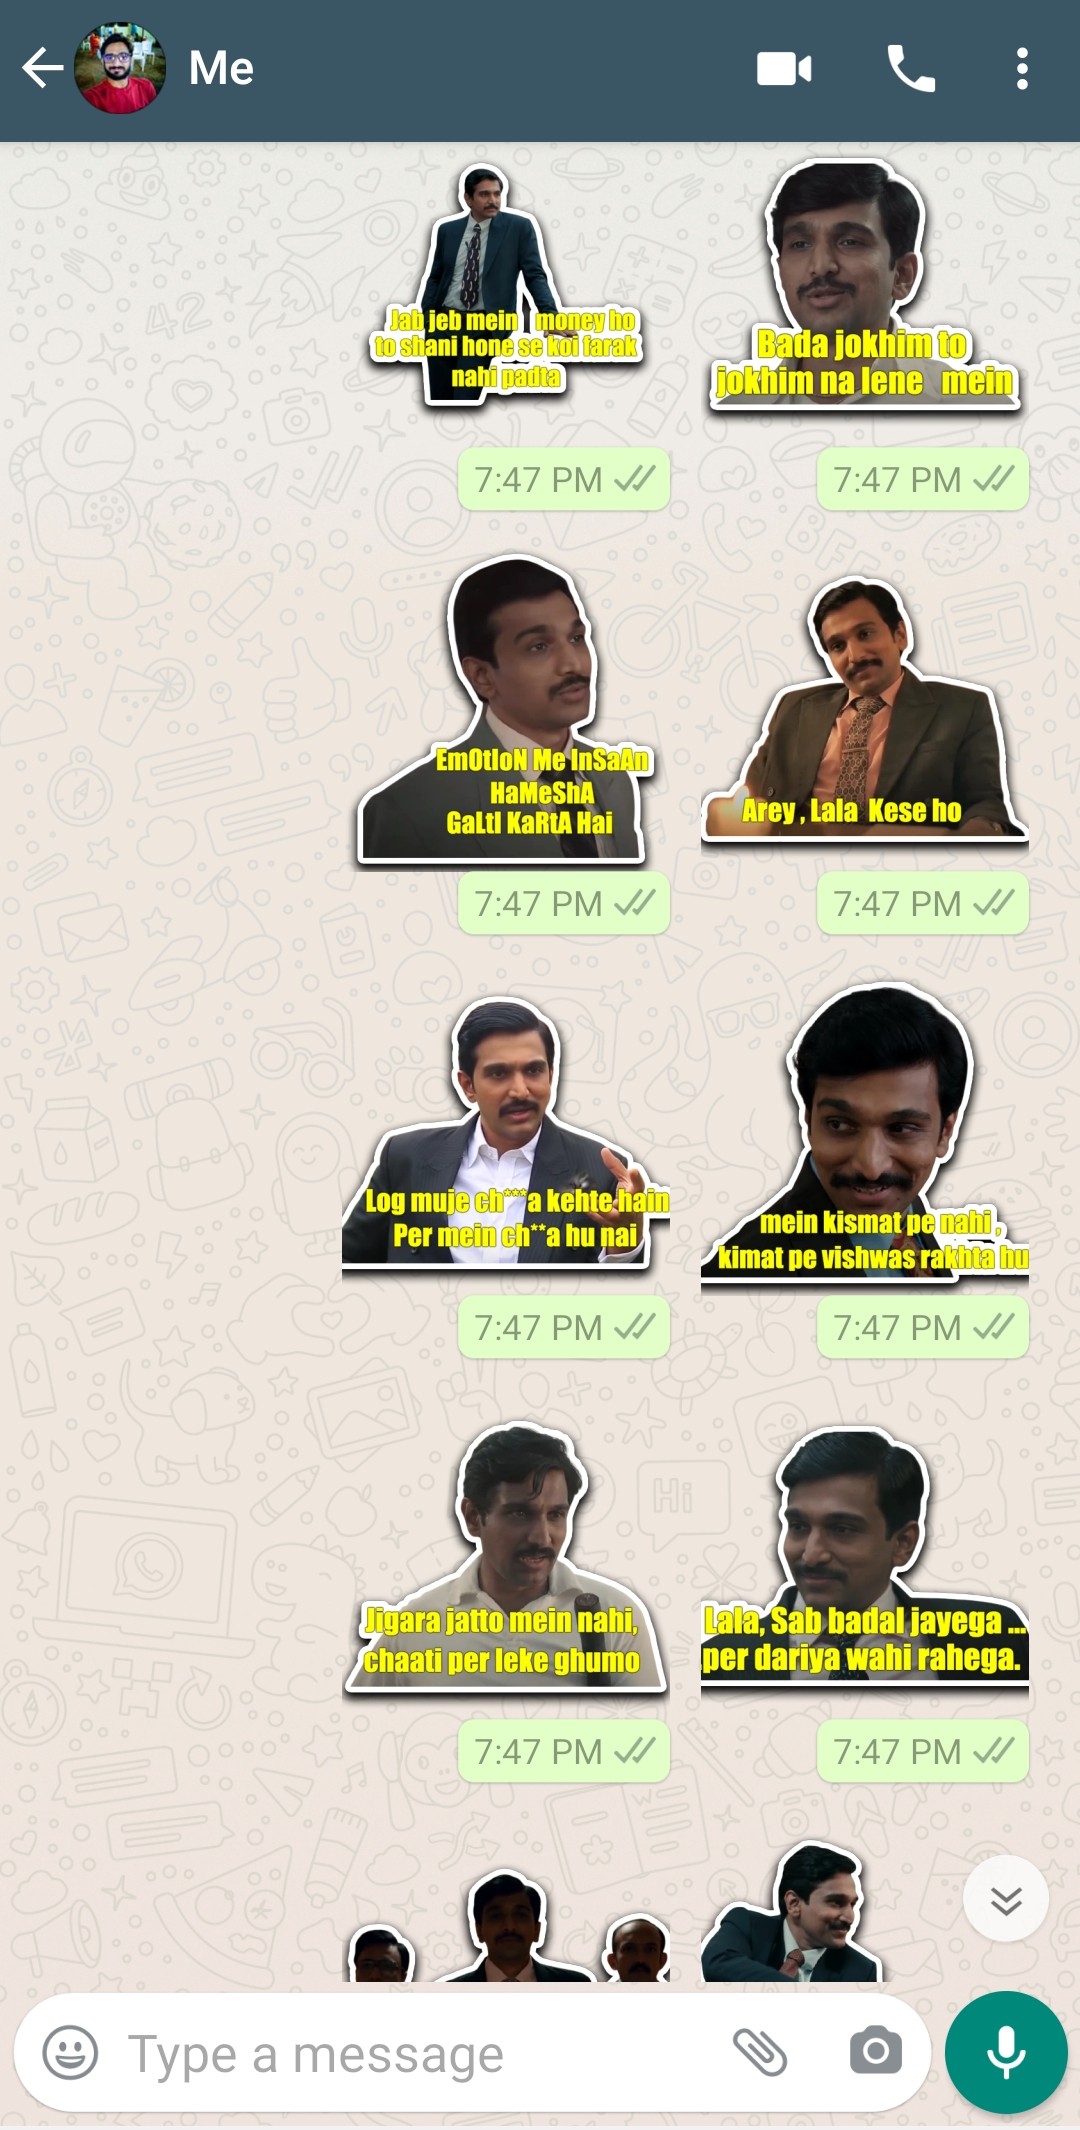 Me
Jab jeb mein money ho
to shani hone se koi farak
nahi padta
Bada jokhim to
jokhim na lene mein
7:47 PM
7:47 PM
EmOtIoN Me InSaAn
HaMeShA
GaLtI KaRtA Hai
Arey , Lala Kese ho
7:47 PM
7:47 PM
Log muje ch***a kehte hain
Per mein ch**a hu nai
mein kismat pe nahi ,
kimat pe vishwas rakhta hu
7:47 PM
7:47 PM
Jigara jatto mein nahi,
chaati per leke ghumo
Lala, Sab badal jayega ...
per dariya wahi rahega.
7:47 PM
7:47 PM
Type a message